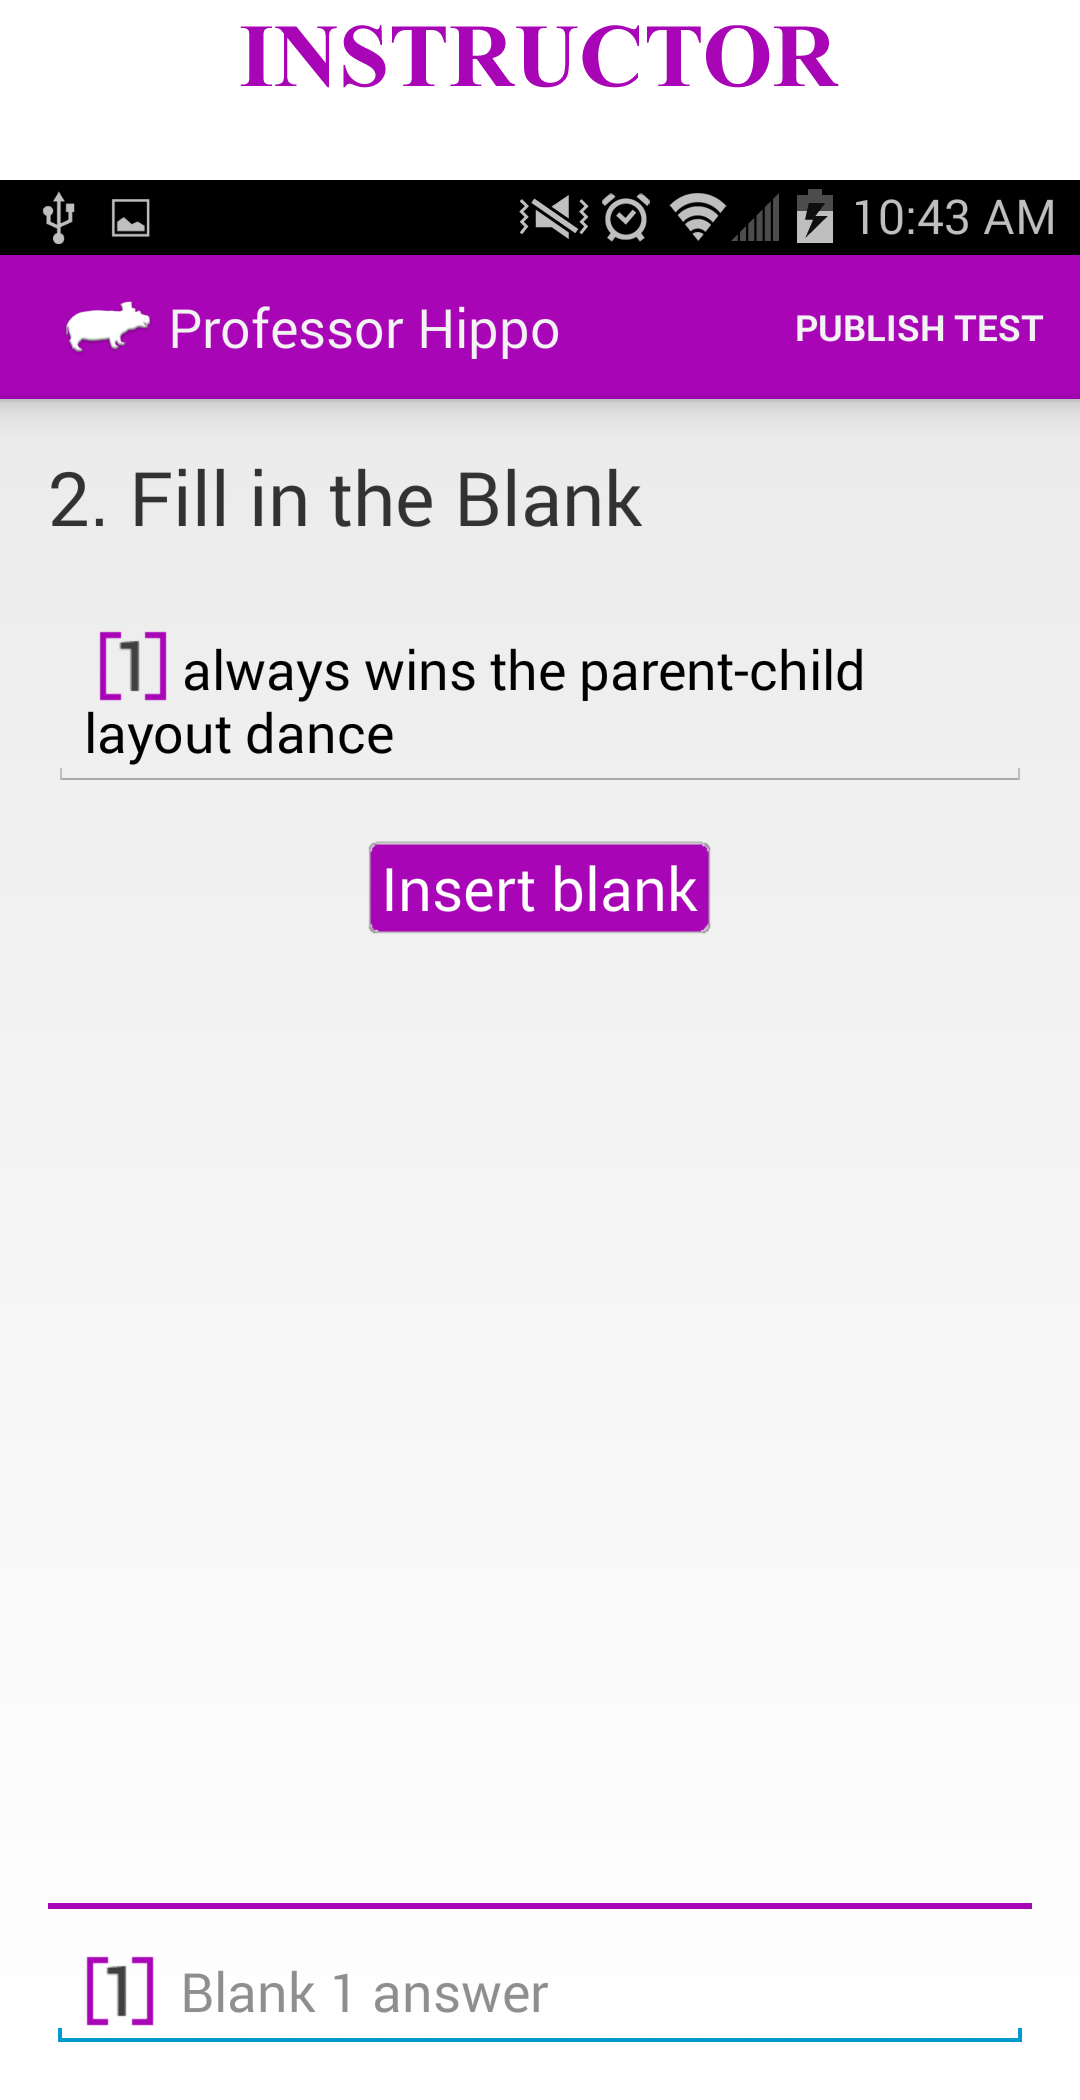 INSTRUCTOR
10:43 AM
Professor Hippo
PUBLISH TEST
2. Fill in the Blank
[1] always wins the parent-child
layout dance
Insert blank
[1] Blank 1 answer